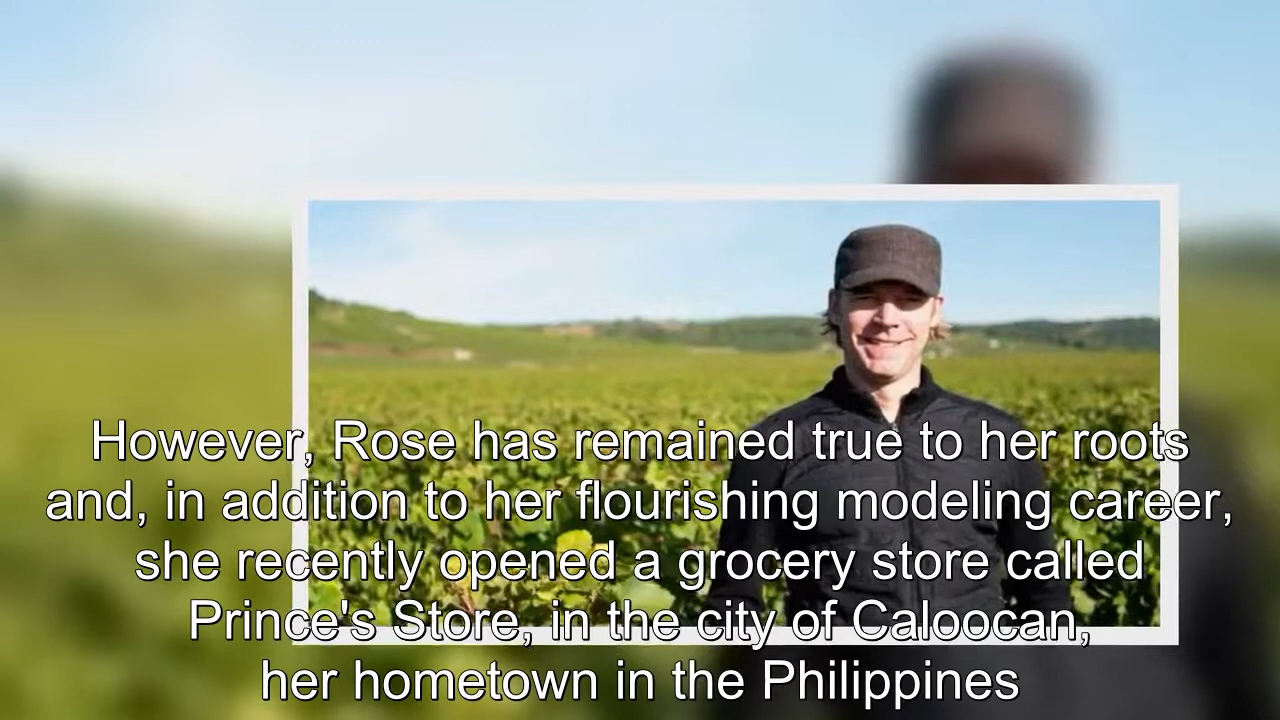 However, Rose has remained true to her roots
and, in addition to her flourishing modeling career,
she recently opened a grocery store called
Prince's Store, in the city of Caloocan,
her hometown in the Philippines